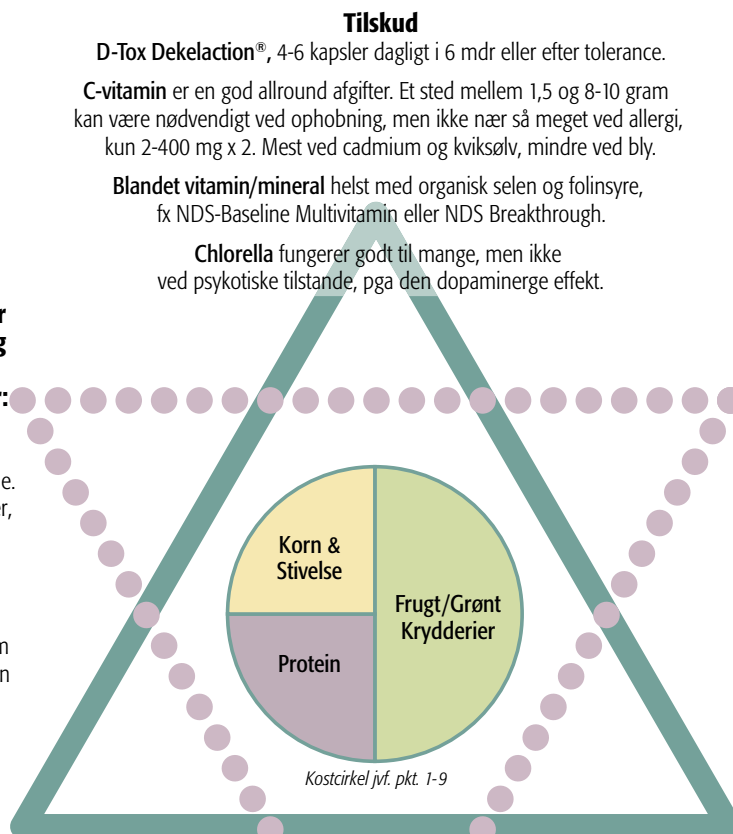 Tilskud
D-Tox Dekelaction®, 4-6 kapsler dagligt i 6 mdr eller efter tolerance.
C-vitamin er en god allround afgifter. Et sted mellem 1,5 og 8-10 gram
kan være nødvendigt ved ophobning, men ikke nær så meget ved allergi,
kun 2-400 mg x 2. Mest ved cadmium og kviksølv, mindre ved bly.
Blandet vitamin/mineral helst med organisk selen og folinsyre,
fx NDS-Baseline Multivitamin eller NDS Breakthrough.
Chlorella fungerer godt til mange, men ikke
ved psykotiske tilstande, pga den dopaminerge effekt.
Korn &
Stivelse
Frugt/Grønt
Krydderier
Protein
Kostcirkel jvf. pkt. 1-9